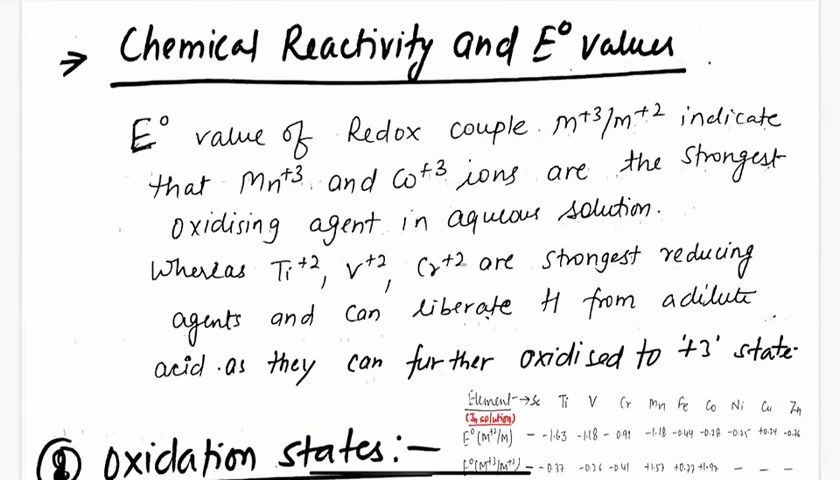 → Chemical Reactivity and E° values
E° value of Redox couple M+3/M+2 indicate
that Mn+3 and Co+3 ions are the strongest
oxidising agent in aqueous solution.
Whereas Ti+2, V+2, Cr+2 are strongest reducing
agents and can liberate H from a dilute
acid. as they can further oxidised to '+3' state.
Element → Sc Ti V Cr Mn Fe Co Ni Cu Zn
(In solution)
E°(M+2/M) — -1.63 -1.18 -0.91 -1.18 -0.44 -0.28 -0.25 +0.34 -0.76
E°(M+3/M+2) — -0.37 -0.26 -0.41 +1.57 +0.77 +1.97 — — —
⑧ Oxidation states:-